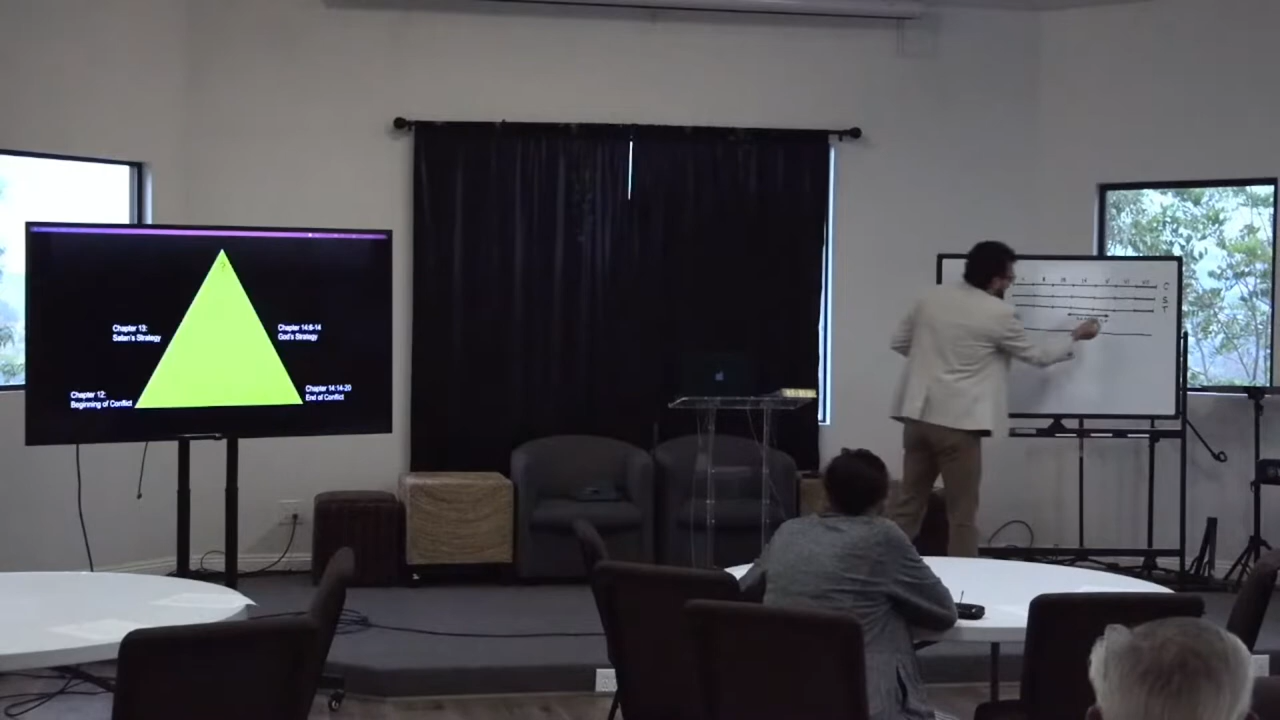 ?
Chapter 13:
Satan's Strategy
Chapter 14:6-14
God's Strategy
Chapter 12:
Beginning of Conflict
Chapter 14:14-20
End of Conflict
C
S
T